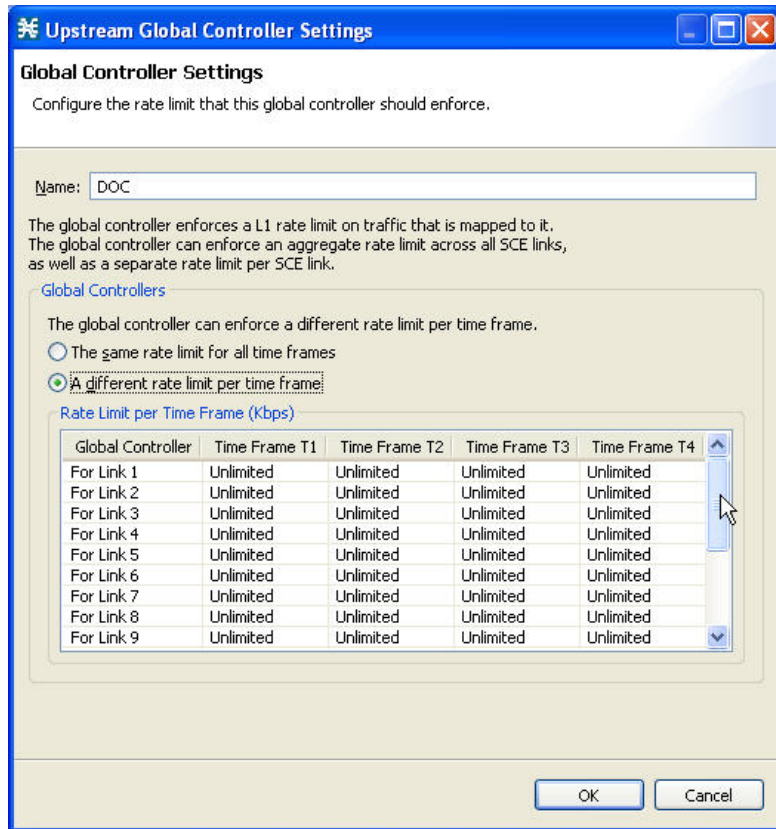 Upstream Global Controller Settings
Global Controller Settings
Configure the rate limit that this global controller should enforce.
Name: DOC
The global controller enforces a L1 rate limit on traffic that is mapped to it.
The global controller can enforce an aggregate rate limit across all SCE links,
as well as a separate rate limit per SCE link.
Global Controllers
The global controller can enforce a different rate limit per time frame.
The same rate limit for all time frames
A different rate limit per time frame
Rate Limit per Time Frame (Kbps)
Global Controller Time Frame T1 Time Frame T2 Time Frame T3 Time Frame T4
For Link 1 Unlimited Unlimited Unlimited Unlimited
For Link 2 Unlimited Unlimited Unlimited Unlimited
For Link 3 Unlimited Unlimited Unlimited Unlimited
For Link 4 Unlimited Unlimited Unlimited Unlimited
For Link 5 Unlimited Unlimited Unlimited Unlimited
For Link 6 Unlimited Unlimited Unlimited Unlimited
For Link 7 Unlimited Unlimited Unlimited Unlimited
For Link 8 Unlimited Unlimited Unlimited Unlimited
For Link 9 Unlimited Unlimited Unlimited Unlimited
OK Cancel